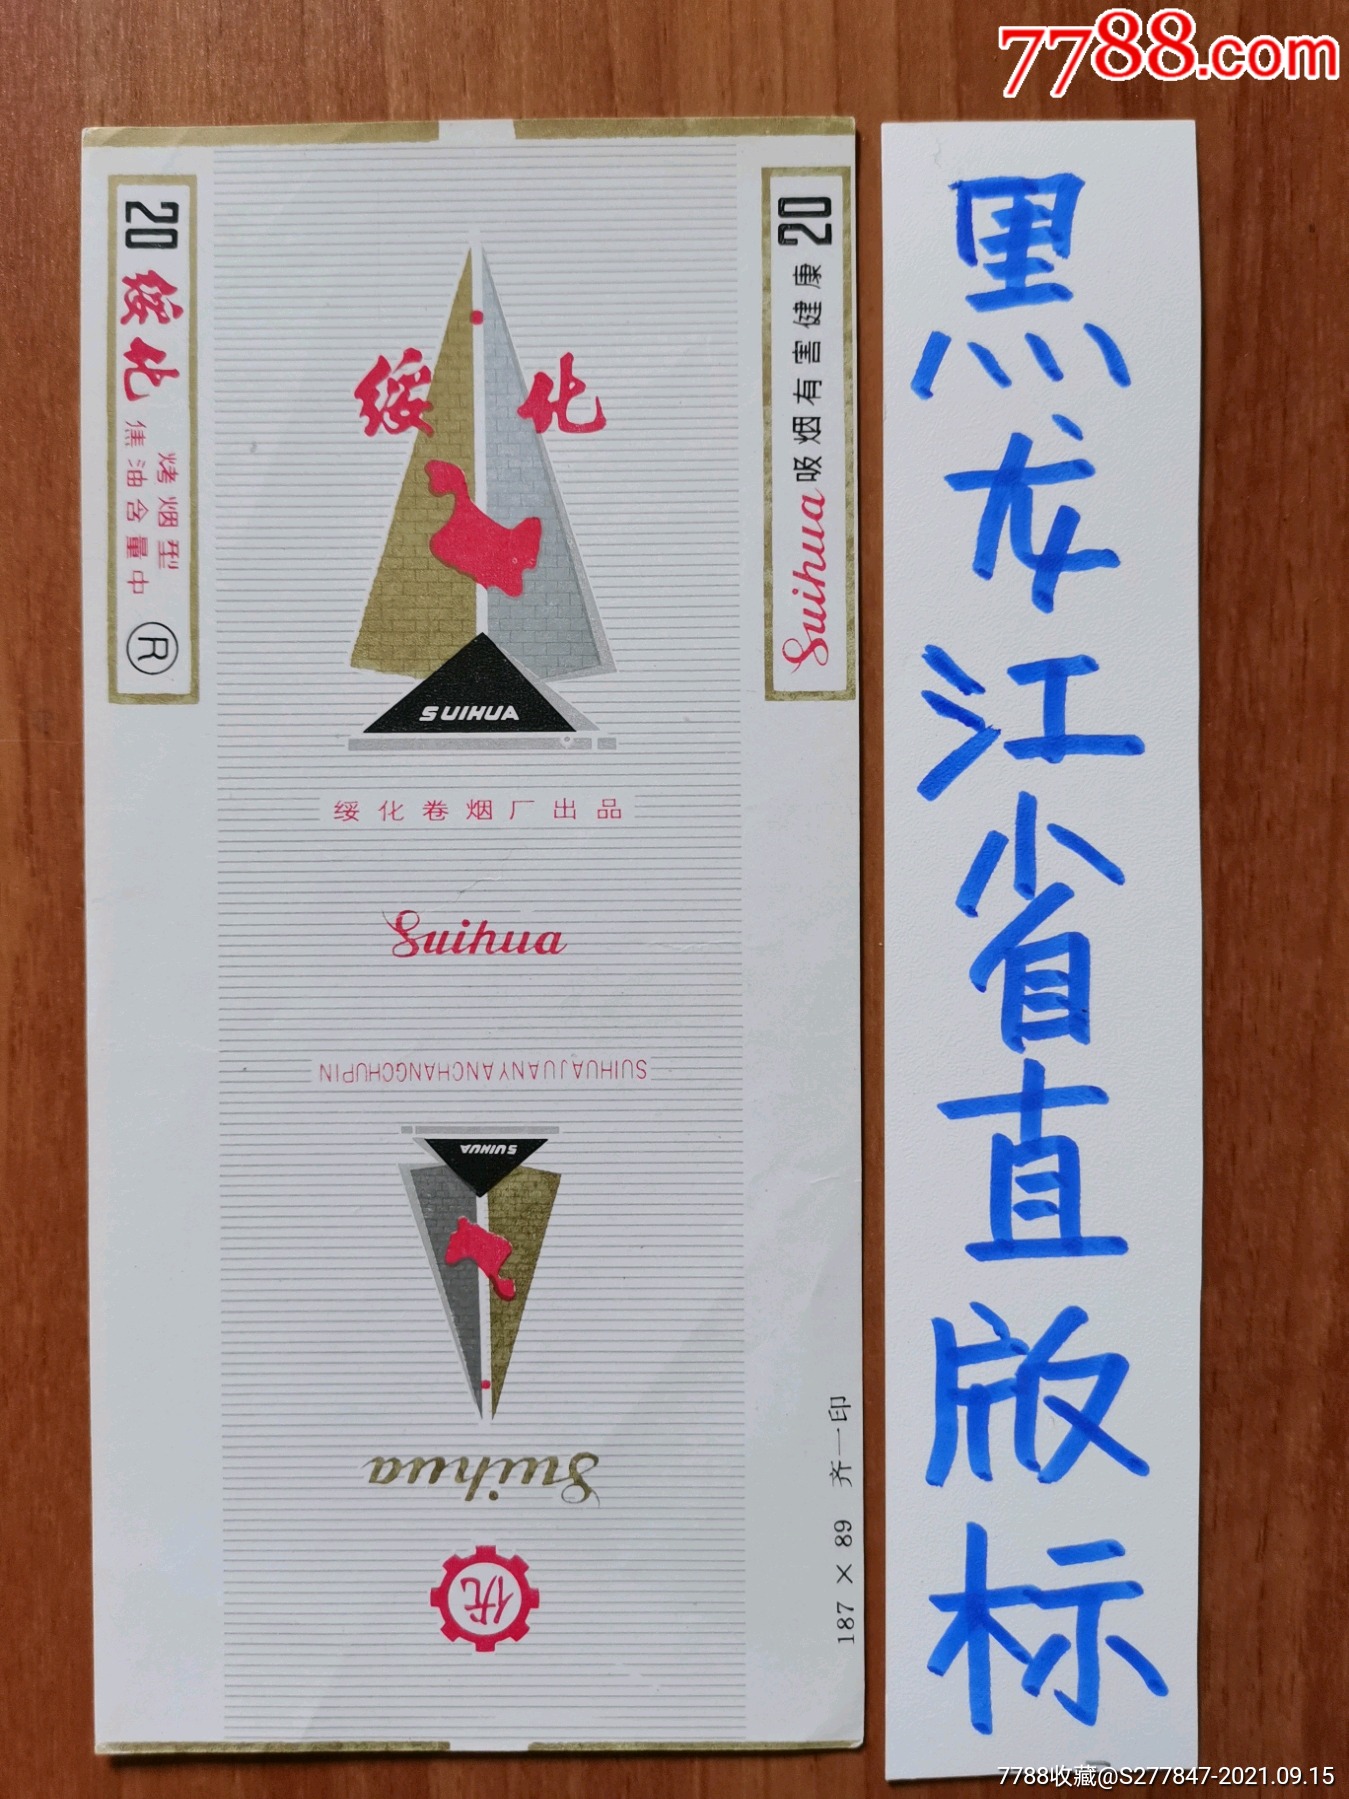 7788.com
20
绥化
烤烟型
焦油含量中
R
绥化
SUIHUA
绥化卷烟厂出品
Suihua
SUIHUAJUANYANCHANGCHUPIN
SUIHUA
Suihua
优
20
吸烟有害健康
Suihua
187×89 齐一印
黑龙江省直版标
7788收藏@S277847-2021.09.15